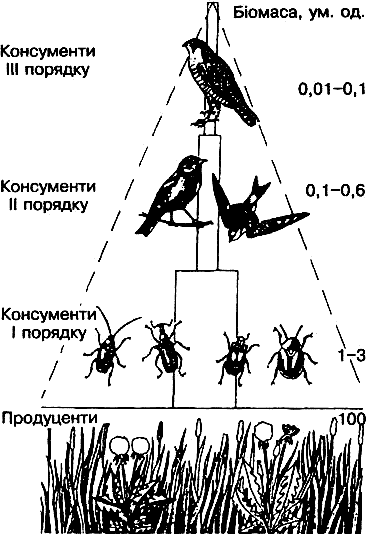 Біомаса, ум. од.
Консументи
III порядку
0,01–0,1
Консументи
II порядку
0,1–0,6
Консументи
I порядку
1–3
Продуценти
100